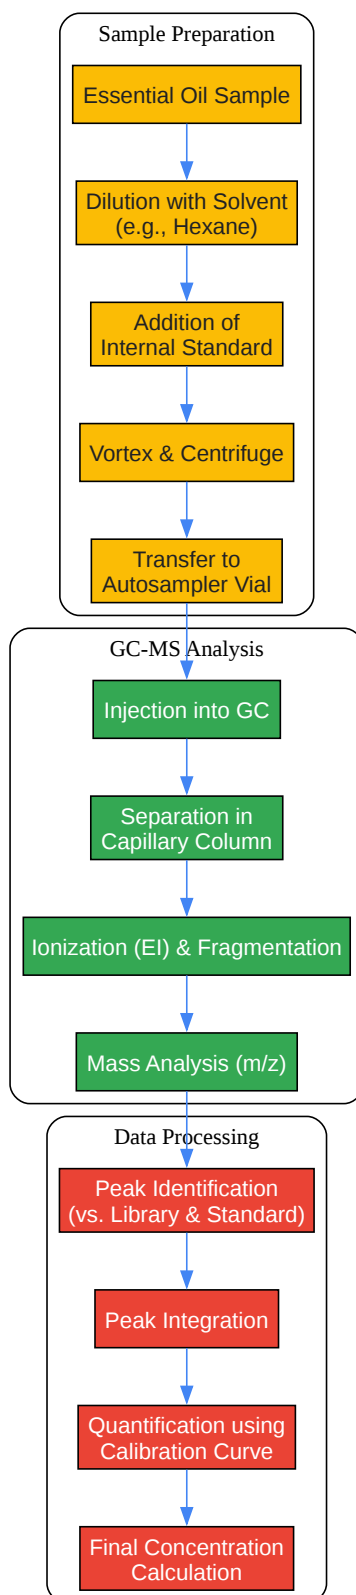 Sample Preparation
Essential Oil Sample
Dilution with Solvent
(e.g., Hexane)
Addition of
Internal Standard
Vortex & Centrifuge
Transfer to
Autosampler Vial
GC-MS Analysis
Injection into GC
Separation in
Capillary Column
Ionization (EI) & Fragmentation
Mass Analysis (m/z)
Data Processing
Peak Identification
(vs. Library & Standard)
Peak Integration
Quantification using
Calibration Curve
Final Concentration
Calculation